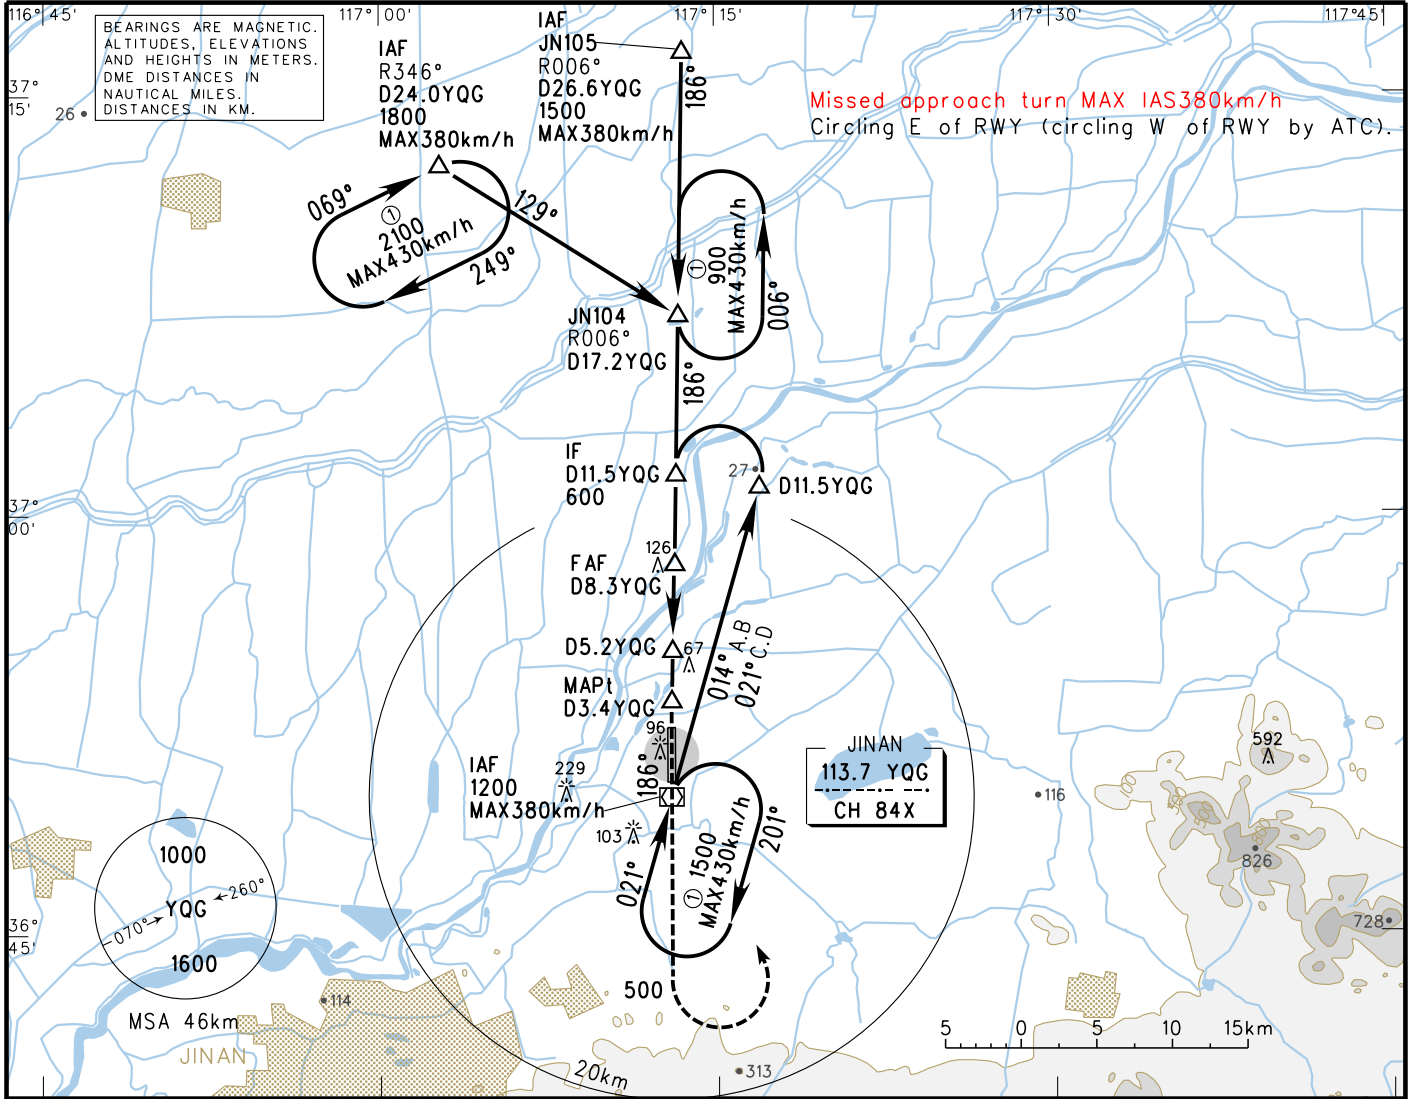 116° 45'
117° 00'
117° 15'
117° 30'
117°45'
BEARINGS ARE MAGNETIC.
ALTITUDES, ELEVATIONS
AND HEIGHTS IN METERS.
DME DISTANCES IN
NAUTICAL MILES.
DISTANCES IN KM.
37°
15'
26
IAF
R346°
D24.0YQG
1800
MAX380km/h
IAF
JN105
R006°
D26.6YQG
1500
MAX380km/h
186°
Missed approach turn MAX IAS380km/h
Circling E of RWY (circling W of RWY by ATC).
069°
①
2100
MAX430km/h
249°
129°
① 900
MAX430km/h
006°
JN104
R006°
D17.2YQG
186°
IF
D11.5YQG
600
27
D11.5YQG
37°
00'
126
FAF
D8.3YQG
D5.2YQG
67
014° A.B
021° C.D
MAPt
D3.4YQG
96
186°
IAF
1200
MAX380km/h
229
103
JINAN
113.7 YQG
CH 84X
592
116
826
728
021°
① 1500
MAX430km/h
201°
1000
YQG
260°
070°
1600
MSA 46km
36°
45'
114
JINAN
500
20km
313
5 0 5 10 15km